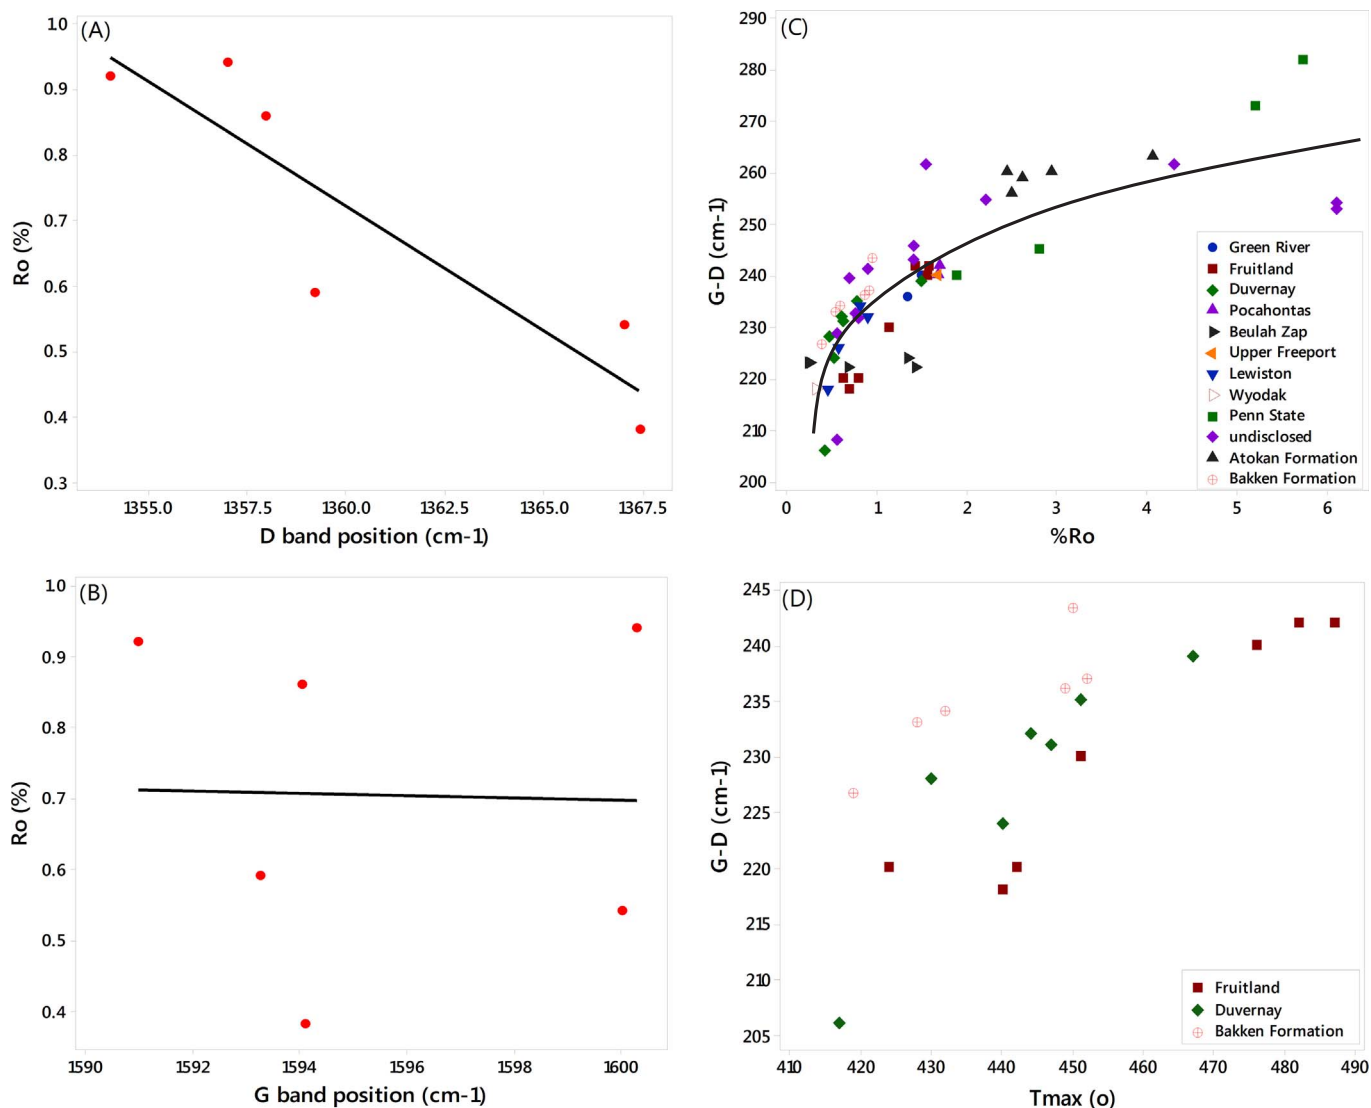 (A)
1.0
0.9
0.8
0.7
0.6
0.5
0.4
0.3
Ro (%)
1355.0 1357.5 1360.0 1362.5 1365.0 1367.5
D band position (cm-1)
(C)
290
280
270
260
250
240
230
220
210
200
G-D (cm-1)
Green River
Fruitland
Duvernay
Pocahontas
Beulah Zap
Upper Freeport
Lewiston
Wyodak
Penn State
undisclosed
Atokan Formation
Bakken Formation
0 1 2 3 4 5 6
%Ro
(B)
1.0
0.9
0.8
0.7
0.6
0.5
0.4
Ro (%)
1590 1592 1594 1596 1598 1600
G band position (cm-1)
(D)
245
240
235
230
225
220
215
210
205
G-D (cm-1)
Fruitland
Duvernay
Bakken Formation
410 420 430 440 450 460 470 480 490
Tmax (o)